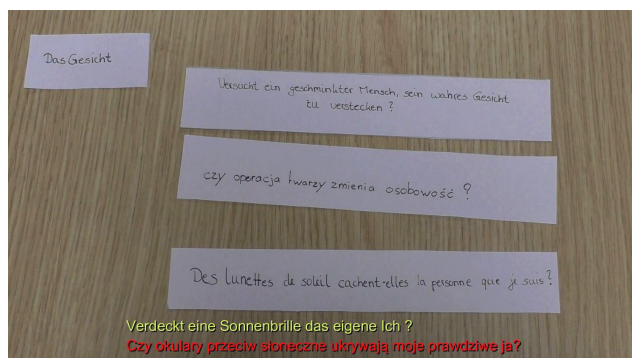 Das Gesicht
Versucht ein geschminkter Mensch, sein wahres Gesicht
zu verstecken ?
czy operacja twarzy zmienia osobowość ?
Des lunettes de soleil cachent-elles la personne que je suis ?
Verdeckt eine Sonnenbrille das eigene Ich ?
Czy okulary przeciw słoneczne ukrywają moje prawdziwe ja?